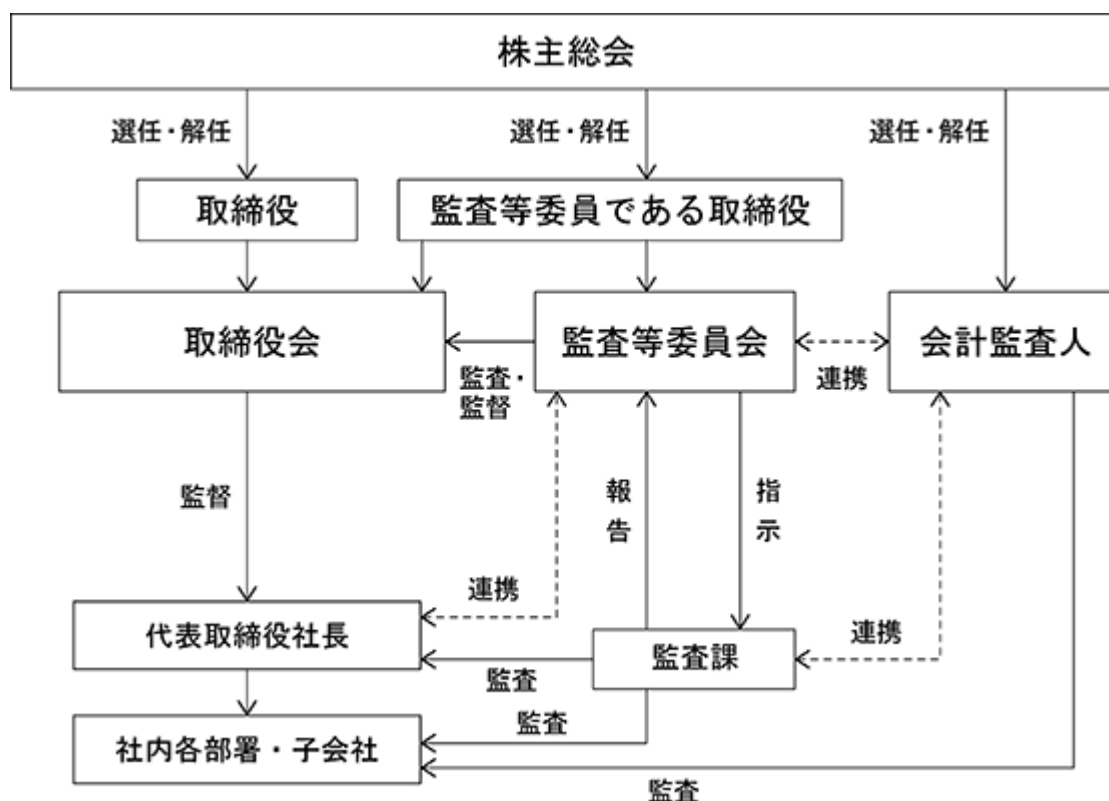 株主総会
選任・解任
選任・解任
選任・解任
取締役
監査等委員である取締役
取締役会
監査等委員会
会計監査人
監査・
監督
連携
監督
報告
指示
連携
代表取締役社長
監査課
連携
監査
監査
社内各部署・子会社
監査